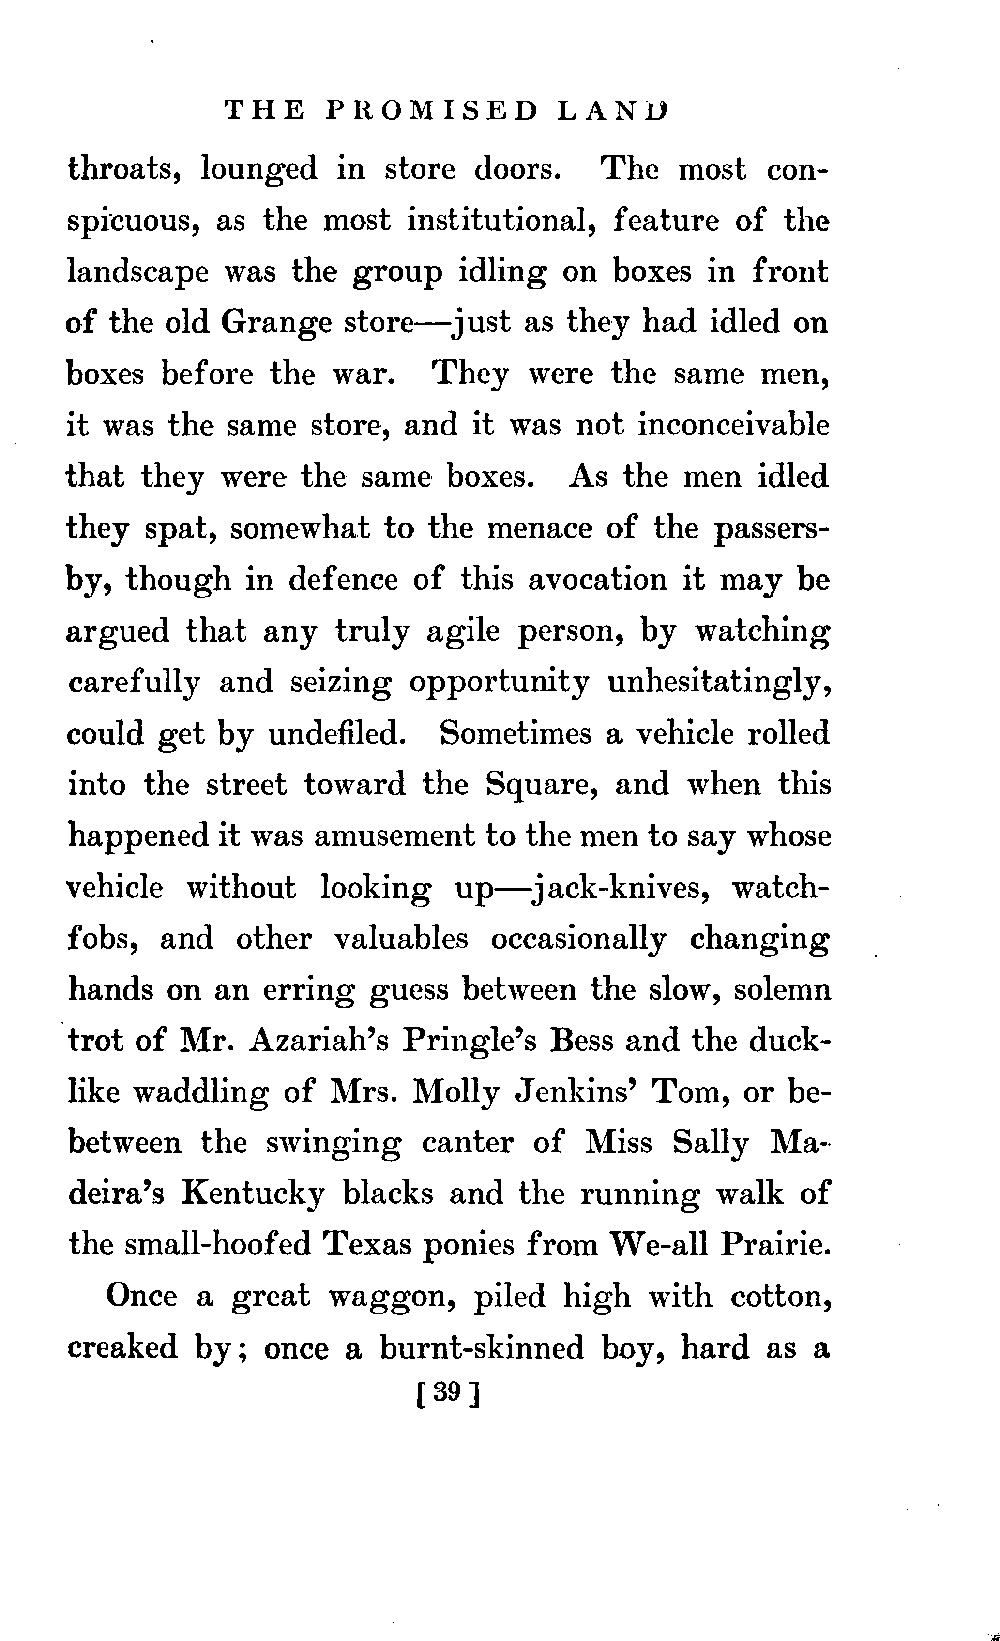 THE PROMISED LAND
throats, lounged in store doors. The most con-
spicuous, as the most institutional, feature of the
landscape was the group idling on boxes in front
of the old Grange store—just as they had idled on
boxes before the war. They were the same men,
it was the same store, and it was not inconceivable
that they were the same boxes. As the men idled
they spat, somewhat to the menace of the passers-
by, though in defence of this avocation it may be
argued that any truly agile person, by watching
carefully and seizing opportunity unhesitatingly,
could get by undefiled. Sometimes a vehicle rolled
into the street toward the Square, and when this
happened it was amusement to the men to say whose
vehicle without looking up—jack-knives, watch-
fobs, and other valuables occasionally changing
hands on an erring guess between the slow, solemn
trot of Mr. Azariah's Pringle's Bess and the duck-
like waddling of Mrs. Molly Jenkins' Tom, or be-
between the swinging canter of Miss Sally Ma-
deira's Kentucky blacks and the running walk of
the small-hoofed Texas ponies from We-all Prairie.
Once a great waggon, piled high with cotton,
creaked by; once a burnt-skinned boy, hard as a
[39]